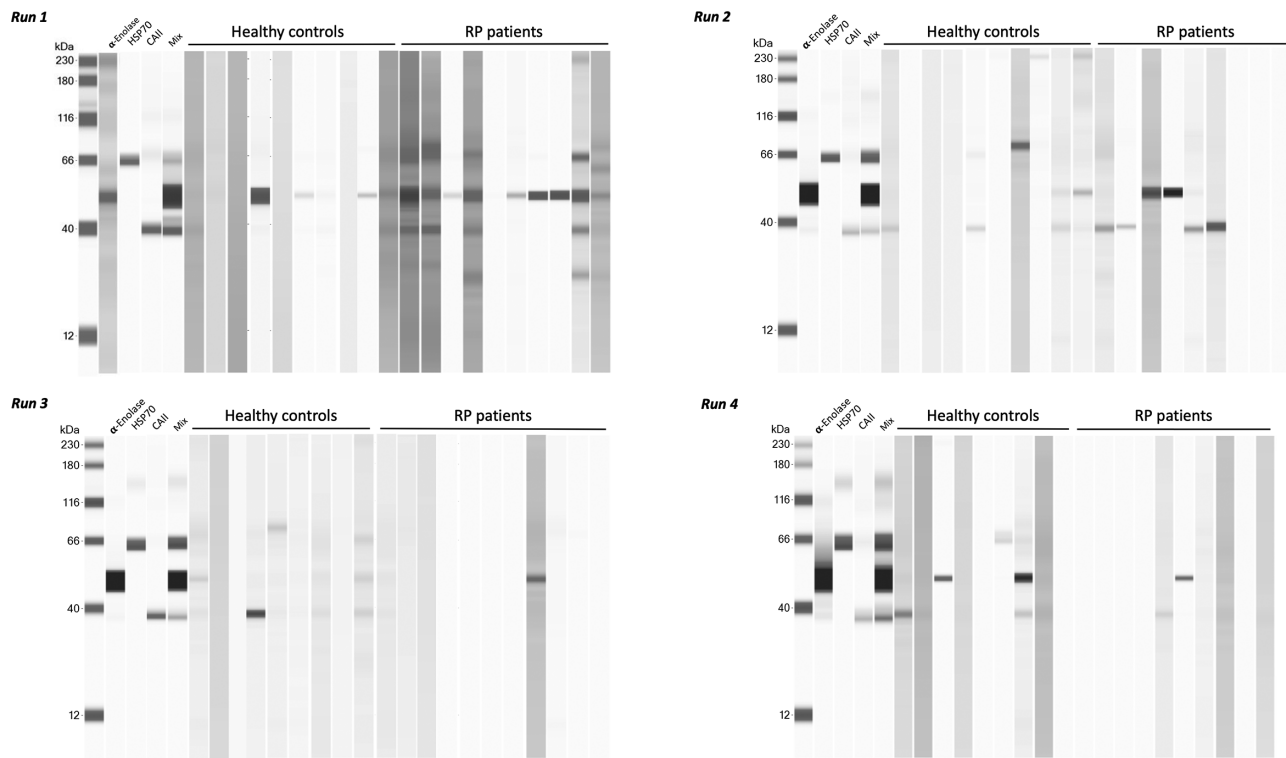 Run 1
α-Enolase
HSP70
CAII
Mix
Healthy controls
RP patients
kDa
230
180
116
66
40
12
Run 2
α-Enolase
HSP70
CAII
Mix
Healthy controls
RP patients
kDa
230
180
116
66
40
12
Run 3
α-Enolase
HSP70
CAII
Mix
Healthy controls
RP patients
kDa
230
180
116
66
40
12
Run 4
α-Enolase
HSP70
CAII
Mix
Healthy controls
RP patients
kDa
230
180
116
66
40
12